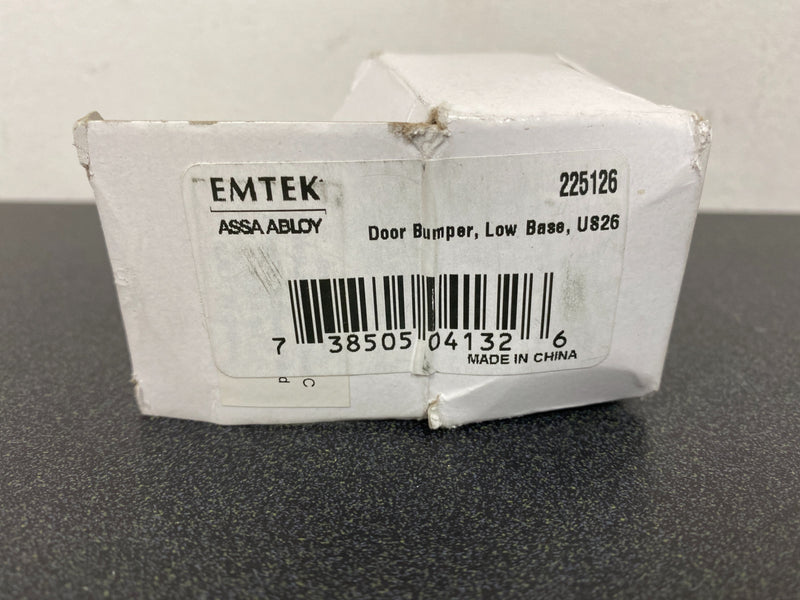 EMTEK
ASSA ABLOY
225126
Door Bumper, Low Base, US26
7 38505 04132 6
MADE IN CHINA